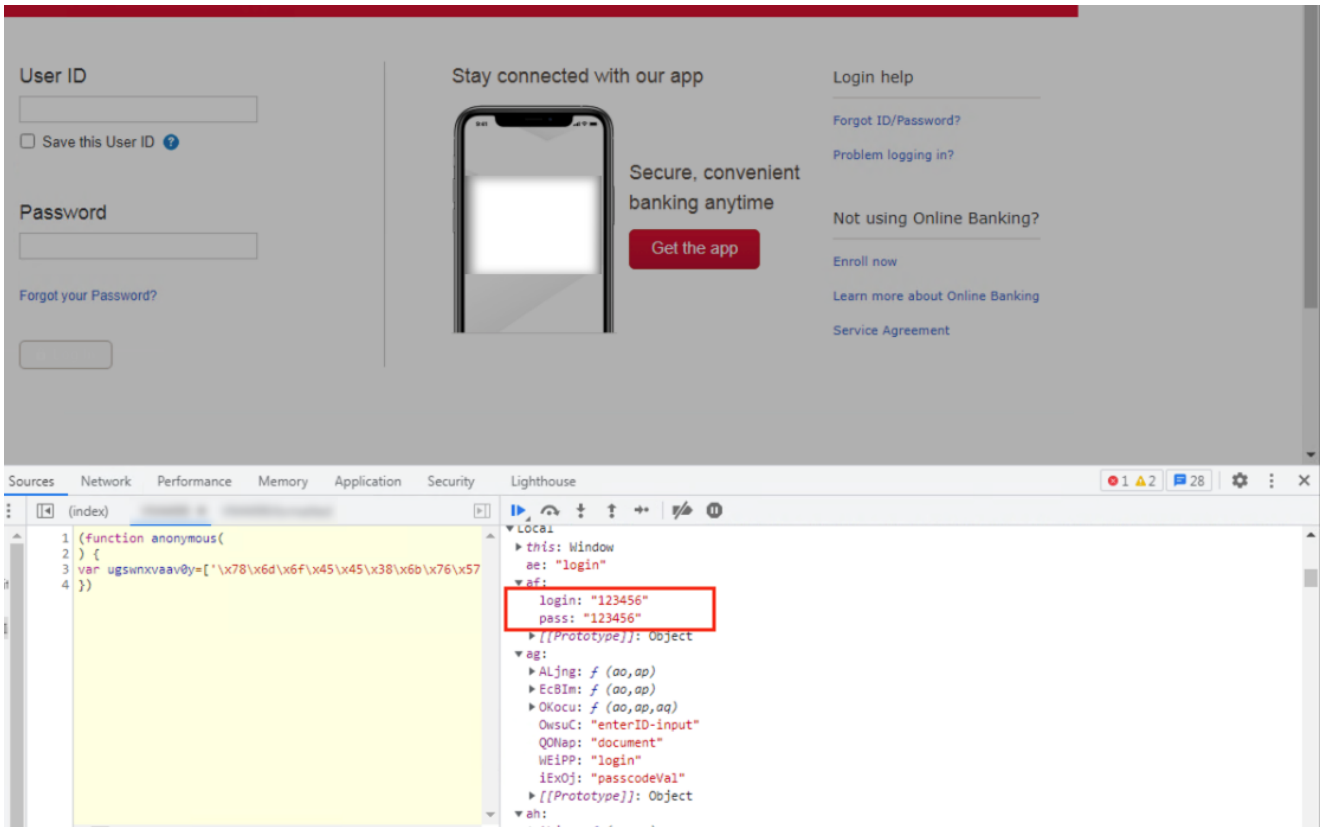 User ID
Save this User ID ?
Password
Forgot your Password?
Stay connected with our app
Secure, convenient
banking anytime
Get the app
Login help
Forgot ID/Password?
Problem logging in?
Not using Online Banking?
Enroll now
Learn more about Online Banking
Service Agreement
Sources Network Performance Memory Application Security Lighthouse 1 2 28
(index)
1 (function anonymous(
2 ) {
3 var ugswnxvaav0y=['\x78\x6d\x6f\x45\x45\x38\x6b\x76\x57
4 })
Local
this: Window
ae: "login"
af:
login: "123456"
pass: "123456"
[[Prototype]]: Object
ag:
ALjng: ƒ (ao,ap)
EcBIm: ƒ (ao,ap)
OKocu: ƒ (ao,ap,aq)
OwsuC: "enterID-input"
QONap: "document"
WEiPP: "login"
iExOj: "passcodeVal"
[[Prototype]]: Object
ah: